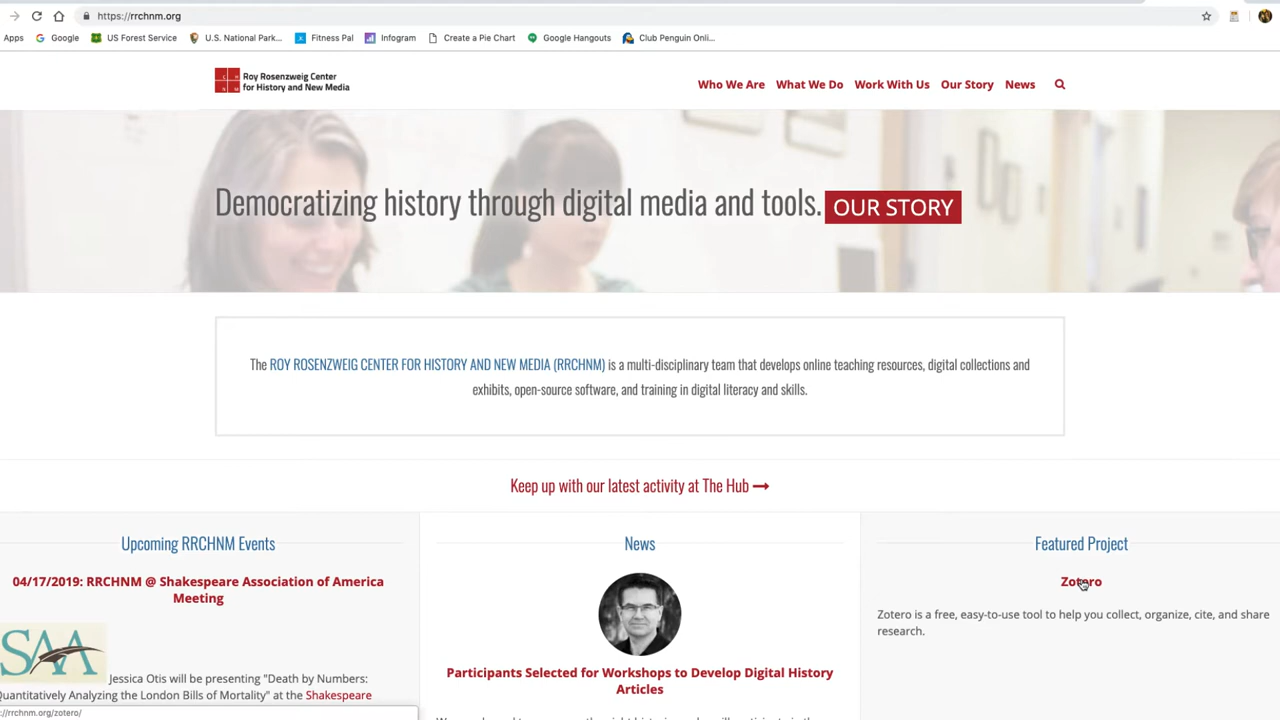 https://rrchnm.org
Apps Google US Forest Service U.S. National Park... Fitness Pal Infogram Create a Pie Chart Google Hangouts Club Penguin Onli...
Roy Rosenzweig Center
for History and New Media
Who We Are What We Do Work With Us Our Story News
Democratizing history through digital media and tools. OUR STORY
The ROY ROSENZWEIG CENTER FOR HISTORY AND NEW MEDIA (RRCHNM) is a multi-disciplinary team that develops online teaching resources, digital collections and
exhibits, open-source software, and training in digital literacy and skills.
Keep up with our latest activity at The Hub
Upcoming RRCHNM Events
04/17/2019: RRCHNM @ Shakespeare Association of America
Meeting
SAA
Jessica Otis will be presenting "Death by Numbers:
Quantitatively Analyzing the London Bills of Mortality" at the Shakespeare
News
Participants Selected for Workshops to Develop Digital History
Articles
Featured Project
Zotero
Zotero is a free, easy-to-use tool to help you collect, organize, cite, and share
research.
://rrchnm.org/zotero/